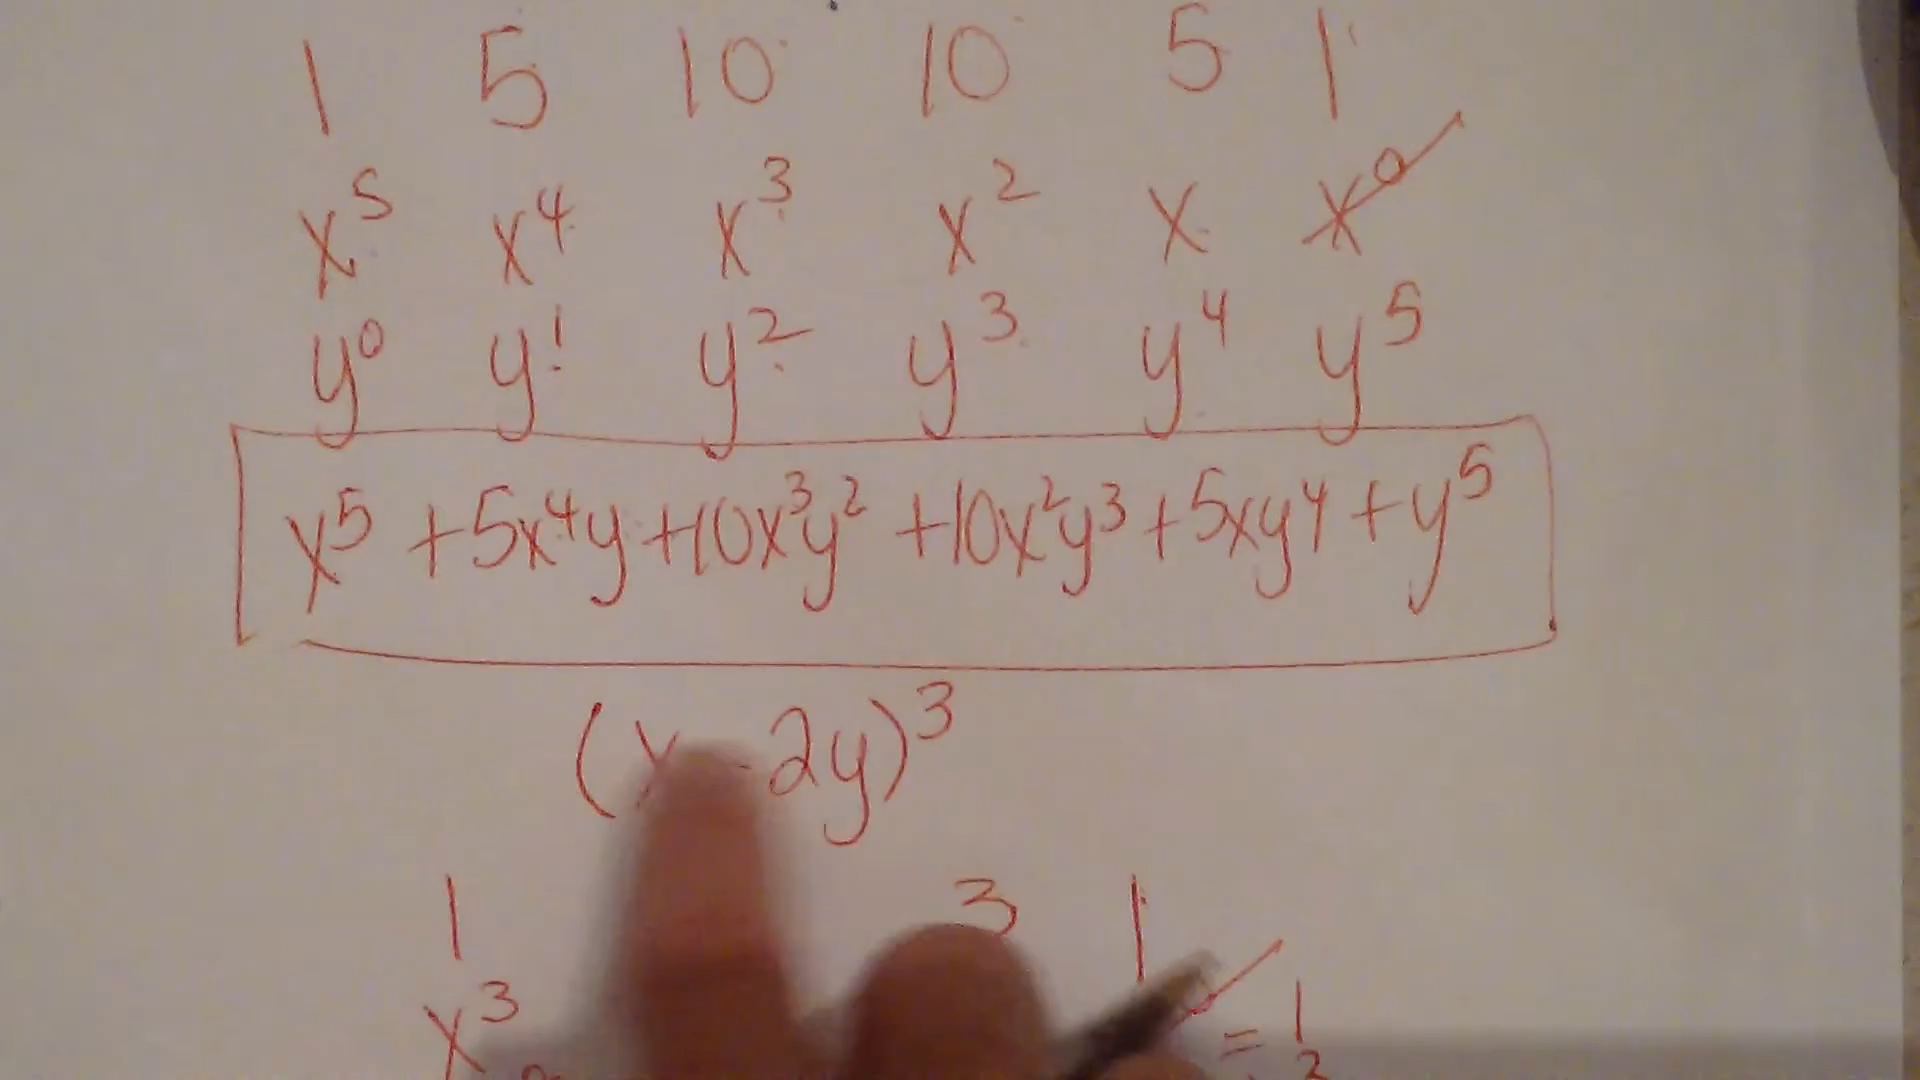 1 5 10 10 5 1
x⁵ x⁴ x³ x² x x⁰
y⁰ y¹ y² y³ y⁴ y⁵
x⁵ +5x⁴y +10x³y² +10x²y³ +5xy⁴ +y⁵
(x-2y)³
1 3 1
x³ = 1